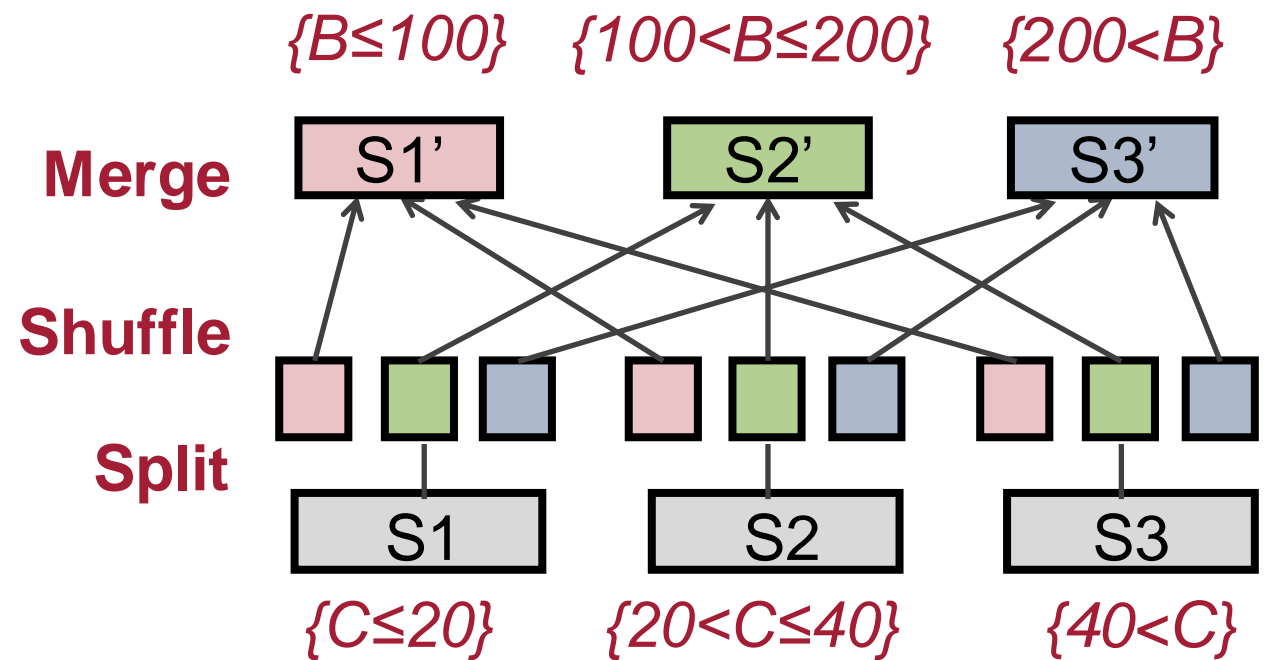 {B≤100} {100<B≤200} {200<B}
Merge S1’ S2’ S3’
Shuffle
Split
S1 S2 S3
{C≤20} {20<C≤40} {40<C}